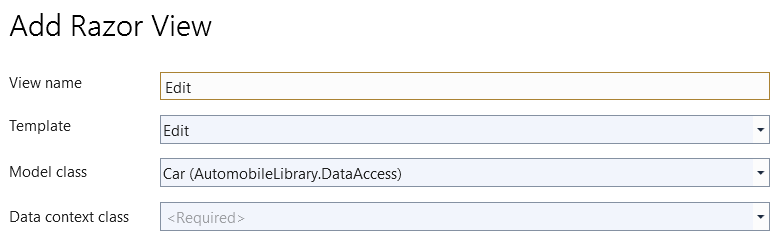 Add Razor View
View name Edit
Template Edit
Model class Car (AutomobileLibrary.DataAccess)
Data context class <Required>